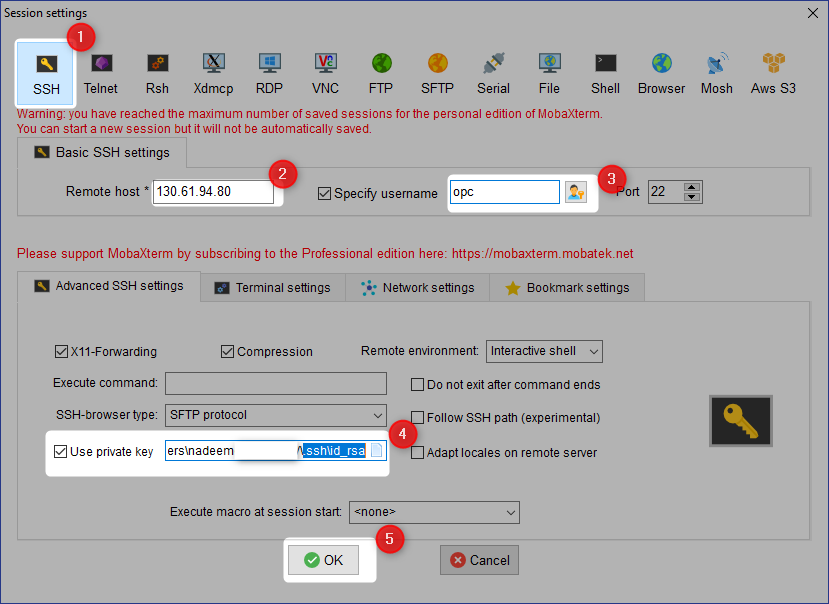 Session settings
1
SSH Telnet Rsh Xdmcp RDP VNC FTP SFTP Serial File Shell Browser Mosh Aws S3
Warning: you have reached the maximum number of saved sessions for the personal edition of MobaXterm.
You can start a new session but it will not be automatically saved.
Basic SSH settings
Remote host * 130.61.94.80 2 Specify username opc 3 Port 22
Please support MobaXterm by subscribing to the Professional edition here: https://mobaxterm.mobatek.net
Advanced SSH settings Terminal settings Network settings Bookmark settings
X11-Forwarding Compression Remote environment: Interactive shell
Execute command: Do not exit after command ends
SSH-browser type: SFTP protocol Follow SSH path (experimental)
4
Use private key ers\nadeem \.ssh\id_rsa Adapt locales on remote server
Execute macro at session start: <none>
5
OK Cancel